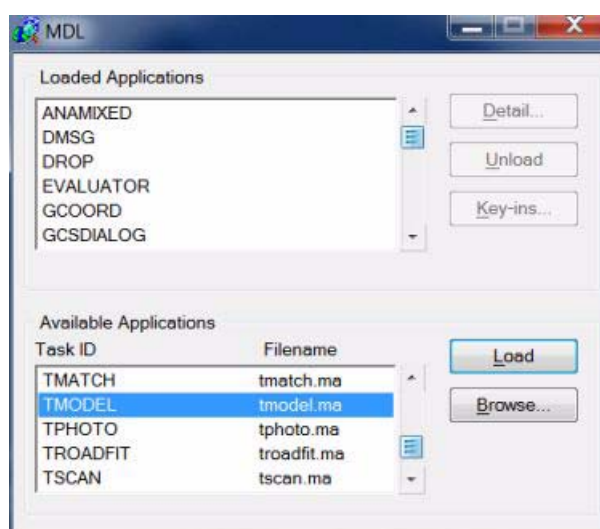 MDL
Loaded Applications
ANAMIXED
DMSG
DROP
EVALUATOR
GCOORD
GCSDIALOG
Detail...
Unload
Key-ins...
Available Applications
Task ID Filename
TMATCH tmatch.ma
TMODEL tmodel.ma
TPHOTO tphoto.ma
TROADFIT troadfit.ma
TSCAN tscan.ma
Load
Browse...